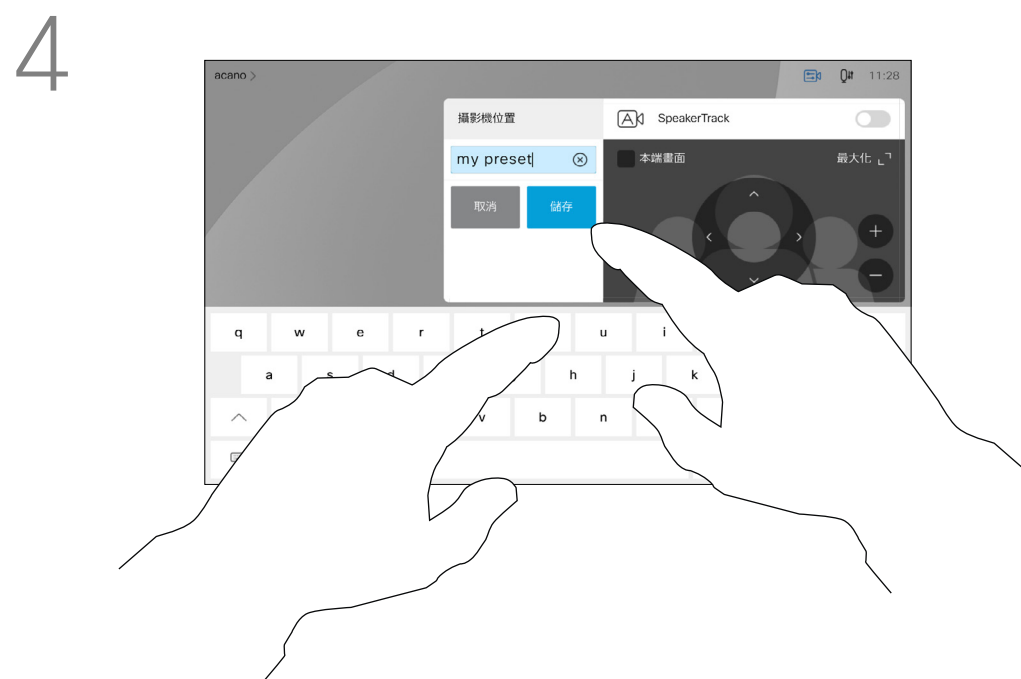 4
acano > 11:28
攝影機位置
SpeakerTrack
my preset
本端畫面
最大化
取消
儲存
q w e r t u i
a s d h j k
v b n